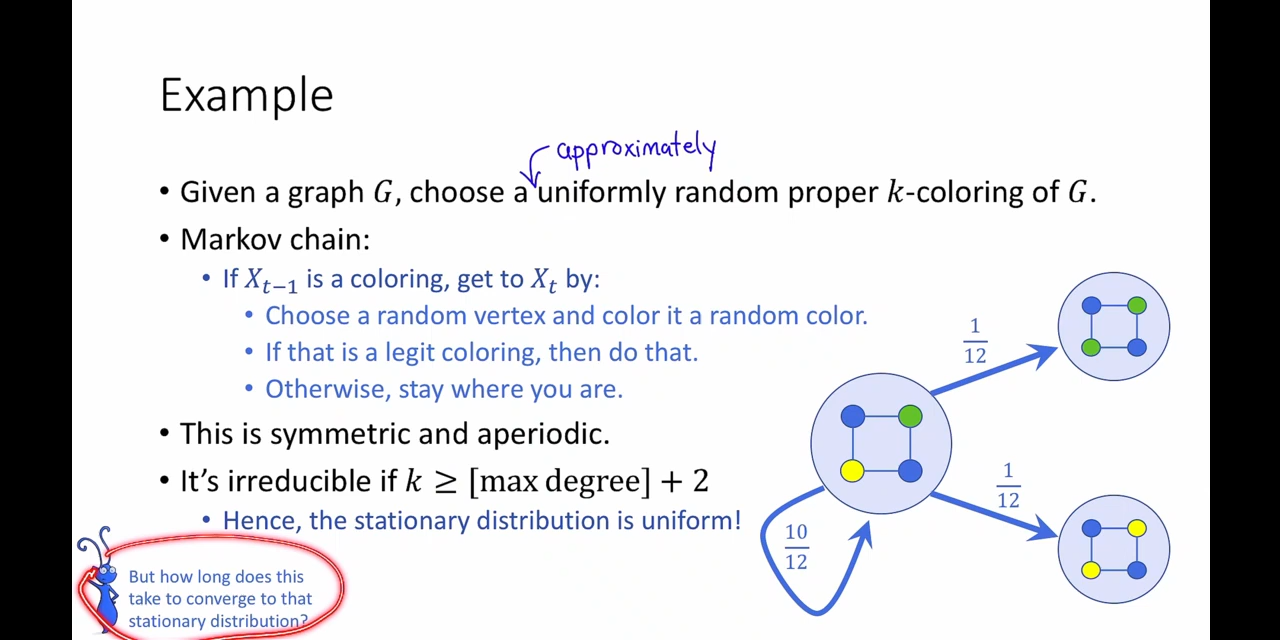 Example
approximately
• Given a graph G, choose a uniformly random proper k-coloring of G.
• Markov chain:
• If X_{t−1} is a coloring, get to X_t by:
• Choose a random vertex and color it a random color.
• If that is a legit coloring, then do that.
• Otherwise, stay where you are.
• This is symmetric and aperiodic.
• It's irreducible if k ≥ [max degree] + 2
• Hence, the stationary distribution is uniform!
But how long does this
take to converge to that
stationary distribution?
1/12
1/12
10/12